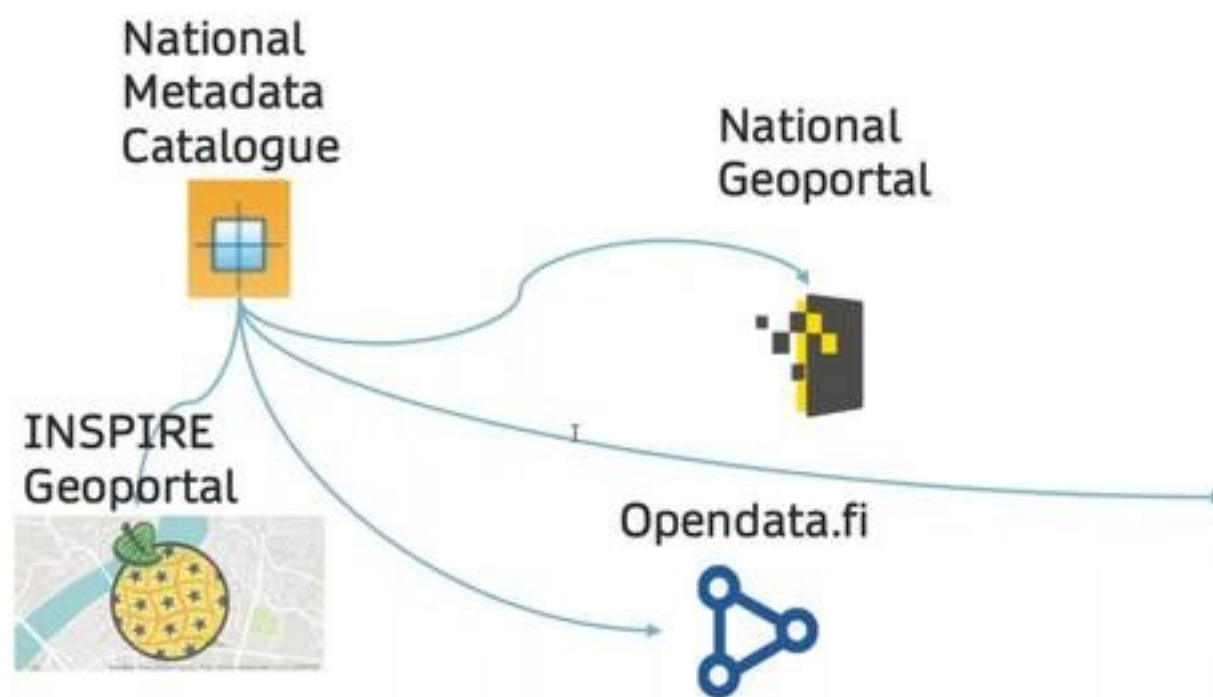 National
Metadata
Catalogue
National
Geoportal
INSPIRE
Geoportal
Opendata.fi